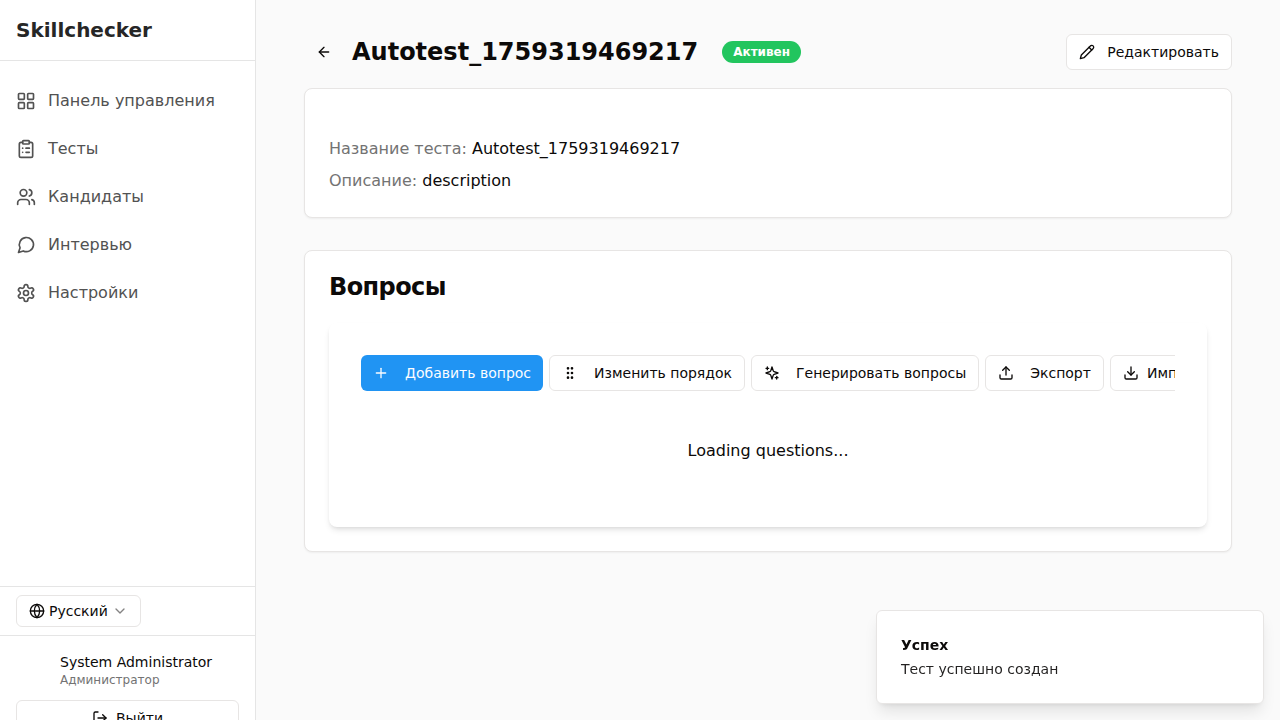 Skillchecker
Панель управления
Тесты
Кандидаты
Интервью
Настройки
Русский
System Administrator
Администратор
Выйти
Autotest_1759319469217
Активен
Редактировать
Название теста: Autotest_1759319469217
Описание: description
Вопросы
Добавить вопрос
Изменить порядок
Генерировать вопросы
Экспорт
Имп
Loading questions...
Успех
Тест успешно создан